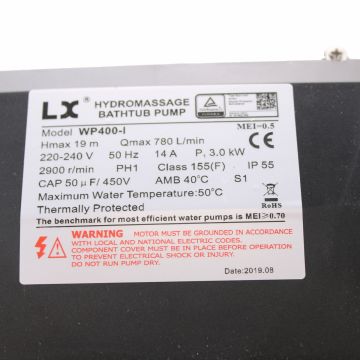 LX HYDROMASSAGE
BATHTUB PUMP
Model WP400-I
MEI=0.5
Hmax 19 m Qmax 780 L/min
220-240 V 50 Hz 14 A P2 3.0 kW
2900 r/min PH1 Class 155(F) IP 55
CAP 50 µF/ 450V AMB 40°C S1
Maximum Water Temperature:50°C
Thermally Protected
RoHS
The benchmark for most efficient water pumps is MEI≥0.70
WARNING
MOTOR MUST BE GROUNDED IN ACCORDANCE
WITH LOCAL AND NATIONAL ELECTRIC CODES.
COMPONENT COVER MUST BE IN PLACE BEFORE OPERATION
TO PREVENT ELECTRICAL SHOCK OR INJURY
DO NOT RUN PUMP DRY
Date:2019.08